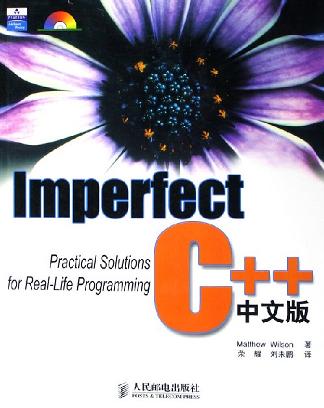 PEARSON
Imperfect
Practical Solutions
for Real-Life Programming
C++
中文版
Matthew Wilson 著
荣耀 刘未鹏 译
人民邮电出版社
POSTS & TELECOM PRESS